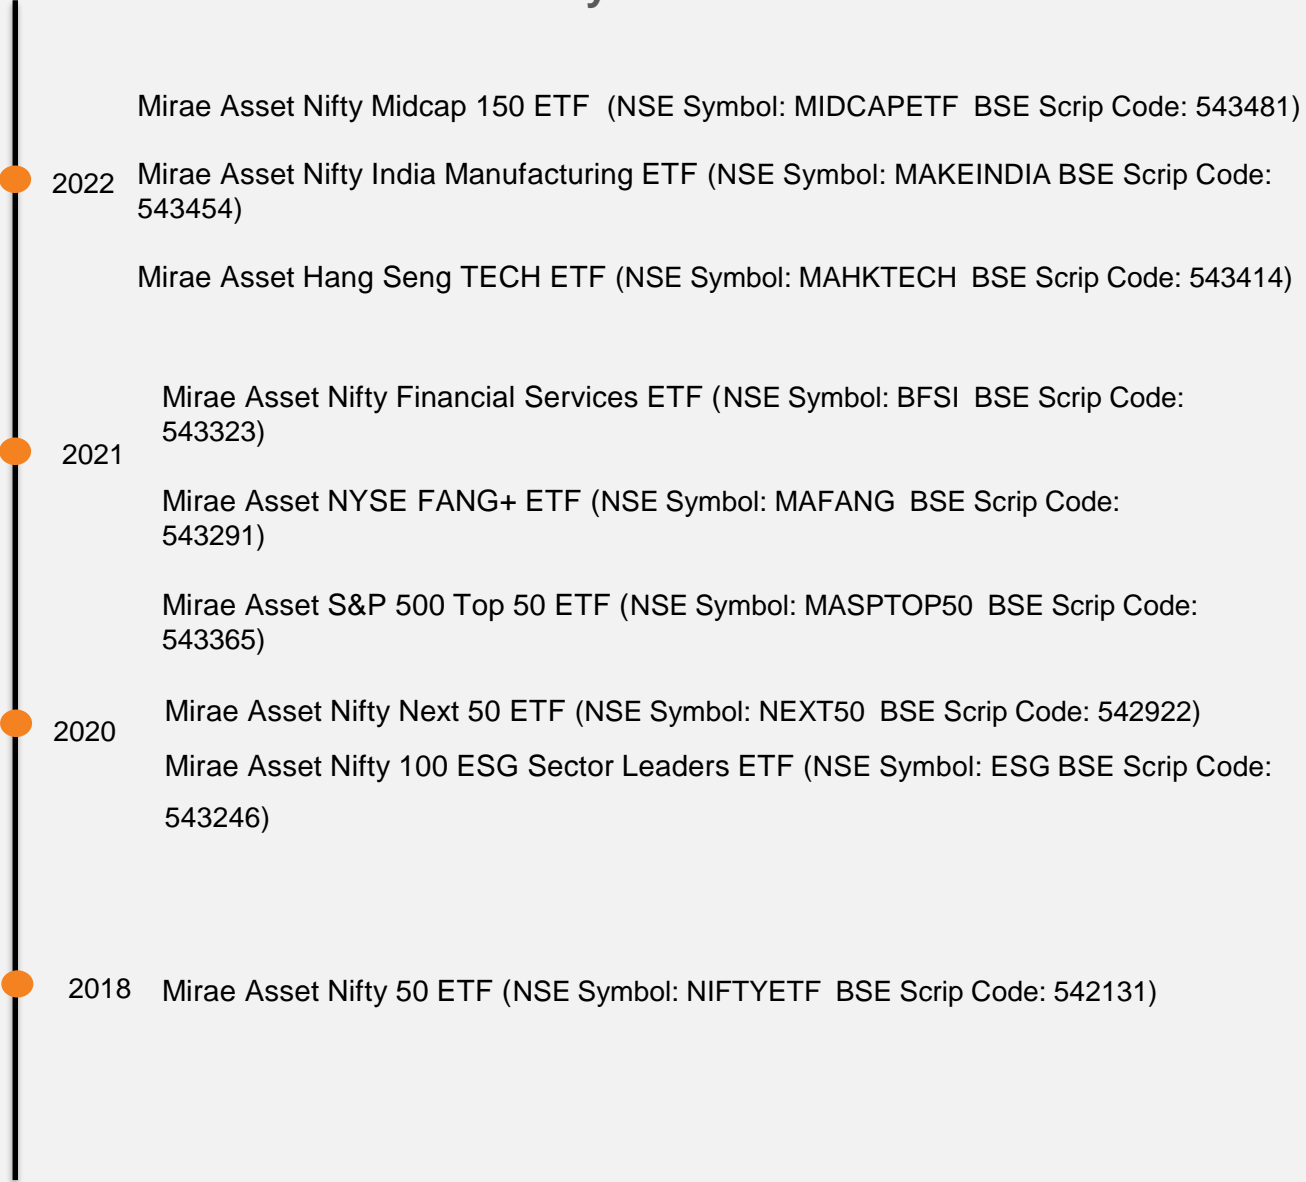 Mirae Asset Nifty Midcap 150 ETF (NSE Symbol: MIDCAPETF BSE Scrip Code: 543481)
2022
Mirae Asset Nifty India Manufacturing ETF (NSE Symbol: MAKEINDIA BSE Scrip Code:
543454)
Mirae Asset Hang Seng TECH ETF (NSE Symbol: MAHKTECH BSE Scrip Code: 543414)
Mirae Asset Nifty Financial Services ETF (NSE Symbol: BFSI BSE Scrip Code:
543323)
2021
Mirae Asset NYSE FANG+ ETF (NSE Symbol: MAFANG BSE Scrip Code:
543291)
Mirae Asset S&P 500 Top 50 ETF (NSE Symbol: MASPTOP50 BSE Scrip Code:
543365)
2020
Mirae Asset Nifty Next 50 ETF (NSE Symbol: NEXT50 BSE Scrip Code: 542922)
Mirae Asset Nifty 100 ESG Sector Leaders ETF (NSE Symbol: ESG BSE Scrip Code:
543246)
2018
Mirae Asset Nifty 50 ETF (NSE Symbol: NIFTYETF BSE Scrip Code: 542131)